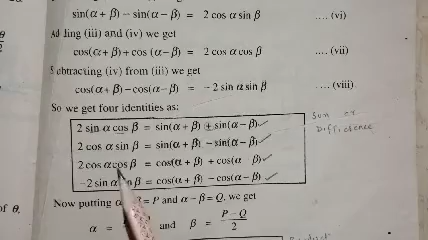 sin(α + β) − sin(α − β) = 2 cos α sin β .... (vi)
θ
2
ling (iii) and (iv) we get
cos(α + β) + cos (α − β) = 2 cos α cos β .... (vii)
btracting (iv) from (iii) we get
cos(α + β) − cos(α − β) = − 2 sin α sin β .... (viii)
So we get four identities as:
2 sin α cos β = sin(α + β) + sin(α − β)
2 cos α sin β = sin(α + β) − sin(α − β)
2 cos α cos β = cos(α + β) + cos(α β)
−2 sin α β = cos(α + β) − cos(α − β)
Sum or
Difference
of θ,
Now putting α β = P and α − β = Q, we get
α = and β = P − Q
2